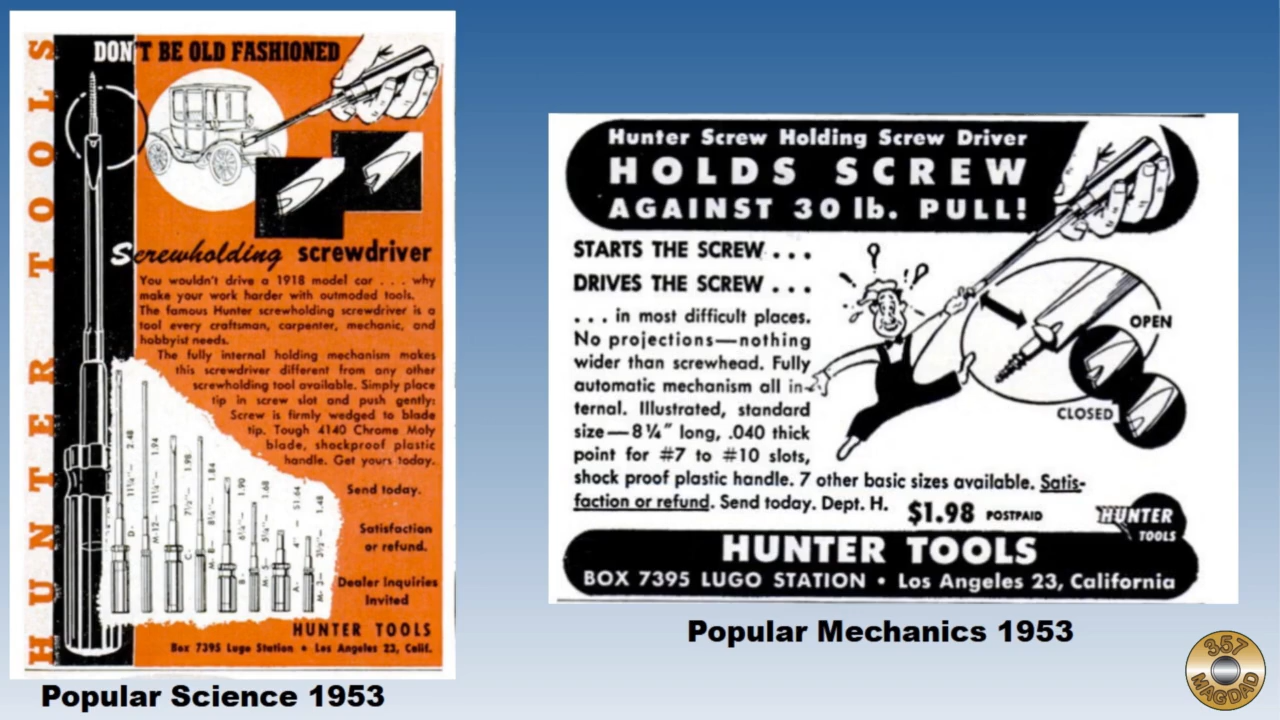 HUNTER TOOLS
DON'T BE OLD FASHIONED
Screwholding screwdriver
You wouldn't drive a 1918 model car . . . why
make your work harder with outmoded tools.
The famous Hunter screwholding screwdriver is a
tool every craftsman, carpenter, mechanic, and
hobbyist needs.
The fully internal holding mechanism makes
this screwdriver different from any other
screwholding tool available. Simply place
tip in screw slot and push gently:
Screw is firmly wedged to blade
tip. Tough 4140 Chrome Moly
blade, shockproof plastic
handle. Get yours today.
Send today.
Satisfaction
or refund.
Dealer Inquiries
Invited
HUNTER TOOLS
Box 7395 Lugo Station • Los Angeles 23, Calif.
Popular Science 1953
Hunter Screw Holding Screw Driver
HOLDS SCREW
AGAINST 30 lb. PULL!
STARTS THE SCREW . . .
DRIVES THE SCREW . . .
. . . in most difficult places.
No projections—nothing
wider than screwhead. Fully
automatic mechanism all in-
ternal. Illustrated, standard
size—8¼" long, .040 thick
point for #7 to #10 slots,
shock proof plastic handle. 7 other basic sizes available. Satis-
faction or refund. Send today. Dept. H.
$1.98 POSTPAID
OPEN
CLOSED
HUNTER
TOOLS
HUNTER TOOLS
BOX 7395 LUGO STATION • Los Angeles 23, California
Popular Mechanics 1953
357
MAGDAD